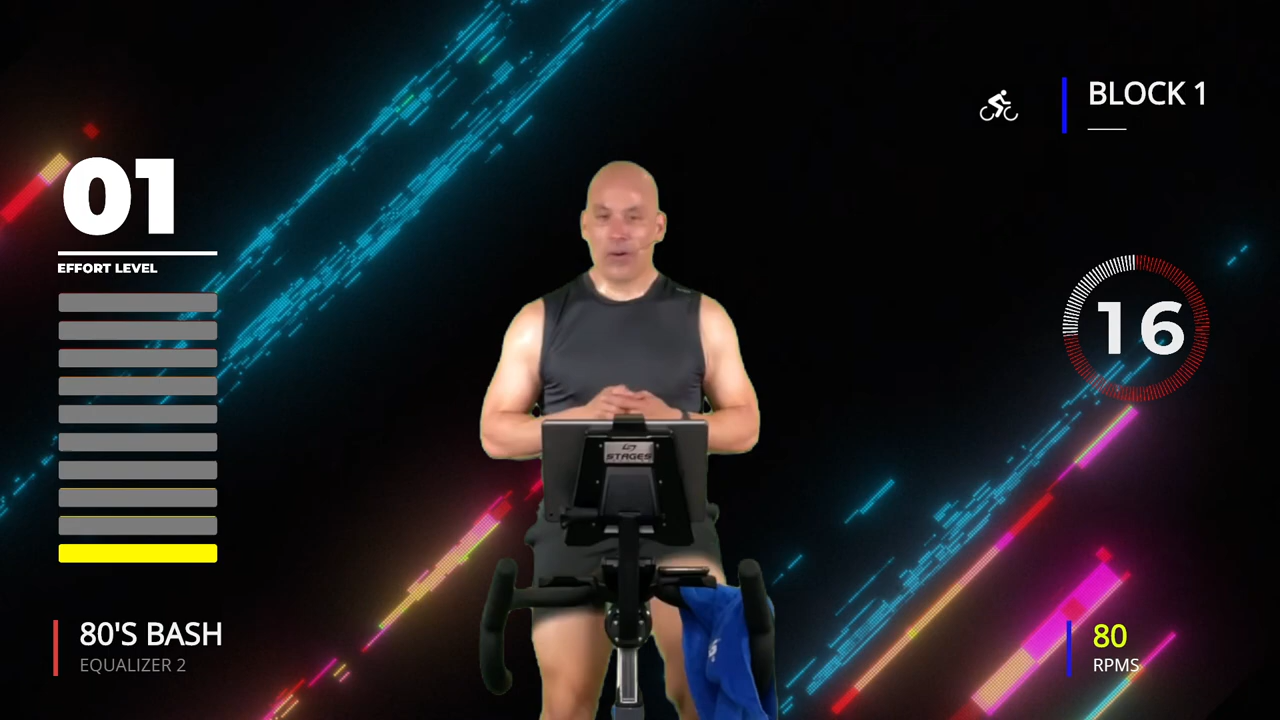 BLOCK 1
01
EFFORT LEVEL
16
STAGES
80'S BASH
EQUALIZER 2
80
RPMS